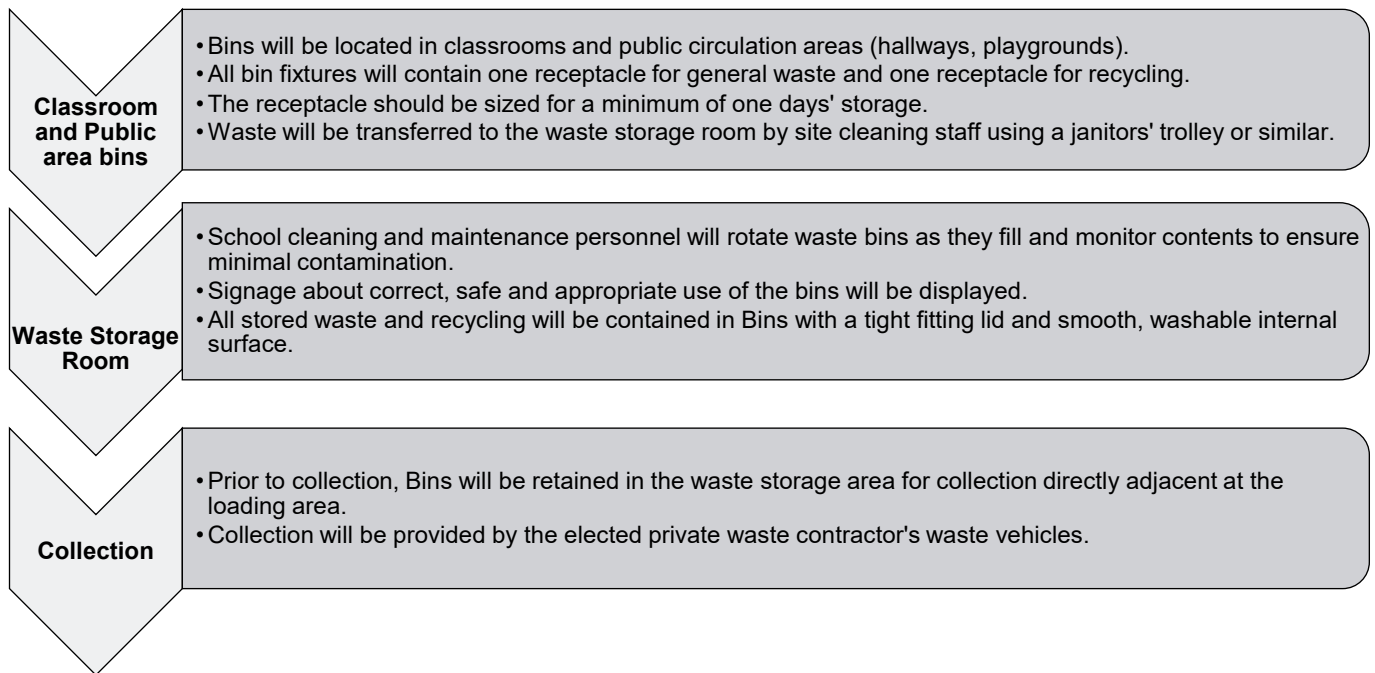 Classroom
and Public
area bins
•Bins will be located in classrooms and public circulation areas (hallways, playgrounds).
•All bin fixtures will contain one receptacle for general waste and one receptacle for recycling.
•The receptacle should be sized for a minimum of one days' storage.
•Waste will be transferred to the waste storage room by site cleaning staff using a janitors' trolley or similar.
Waste Storage
Room
•School cleaning and maintenance personnel will rotate waste bins as they fill and monitor contents to ensure
minimal contamination.
•Signage about correct, safe and appropriate use of the bins will be displayed.
•All stored waste and recycling will be contained in Bins with a tight fitting lid and smooth, washable internal
surface.
Collection
•Prior to collection, Bins will be retained in the waste storage area for collection directly adjacent at the
loading area.
•Collection will be provided by the elected private waste contractor's waste vehicles.